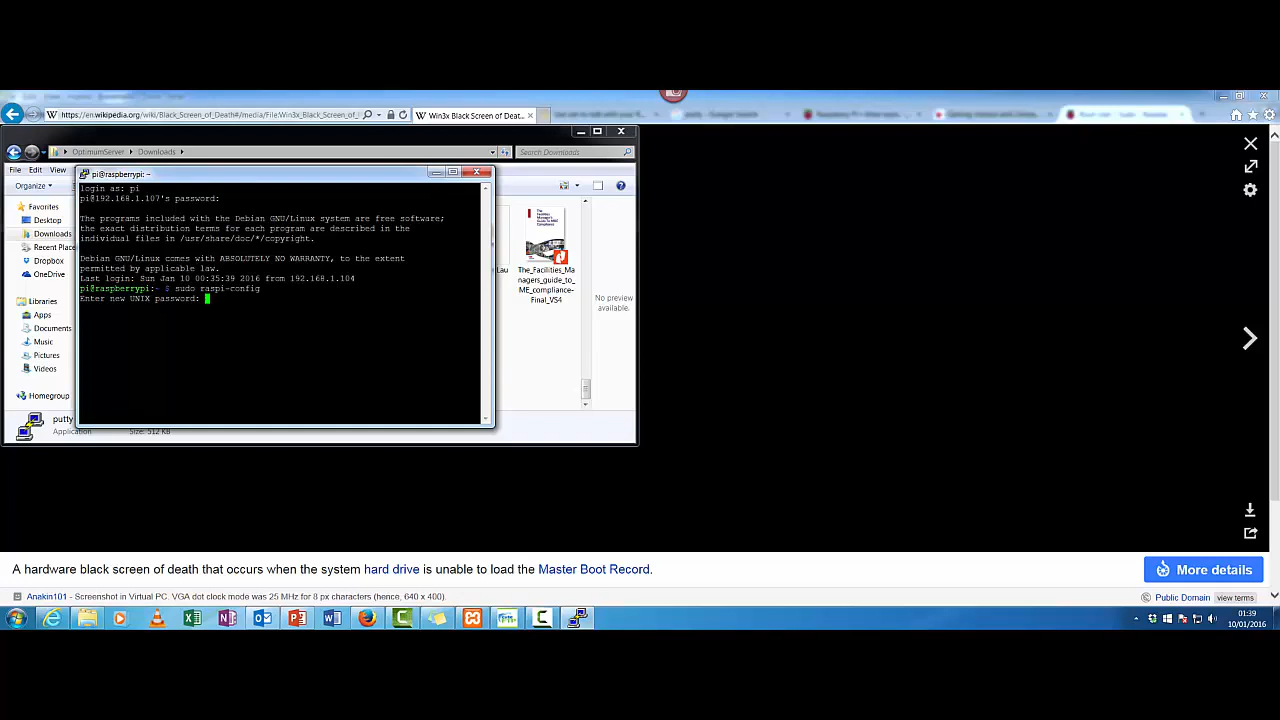 https://en.wikipedia.org/wiki/Black_Screen_of_Death#/media/File:Win3x_Black_Screen_of_
Win3x Black Screen of Deat...
OptimumServer
Downloads
Search Downloads
File
Edit
View
Organize
Favorites
Desktop
Downloads
Recent Place
Dropbox
OneDrive
Libraries
Apps
Documents
Music
Pictures
Videos
Homegroup
pi@raspberrypi: ~
login as: pi
pi@192.168.1.107's password:
The programs included with the Debian GNU/Linux system are free software;
the exact distribution terms for each program are described in the
individual files in /usr/share/doc/*/copyright.
Debian GNU/Linux comes with ABSOLUTELY NO WARRANTY, to the extent
permitted by applicable law.
Last login: Sun Jan 10 00:35:39 2016 from 192.168.1.104
pi@raspberrypi:~ $ sudo raspi-config
Enter new UNIX password:
Lau
The_Facilities_Ma
nagers_guide_to_
ME_compliance-
Final_VS4
No preview
available.
putty
Application
Size: 512 KB
A hardware black screen of death that occurs when the system hard drive is unable to load the Master Boot Record.
More details
Anakin101 - Screenshot in Virtual PC. VGA dot clock mode was 25 MHz for 8 px characters (hence, 640 x 400).
Public Domain
view terms
01:39
10/01/2016